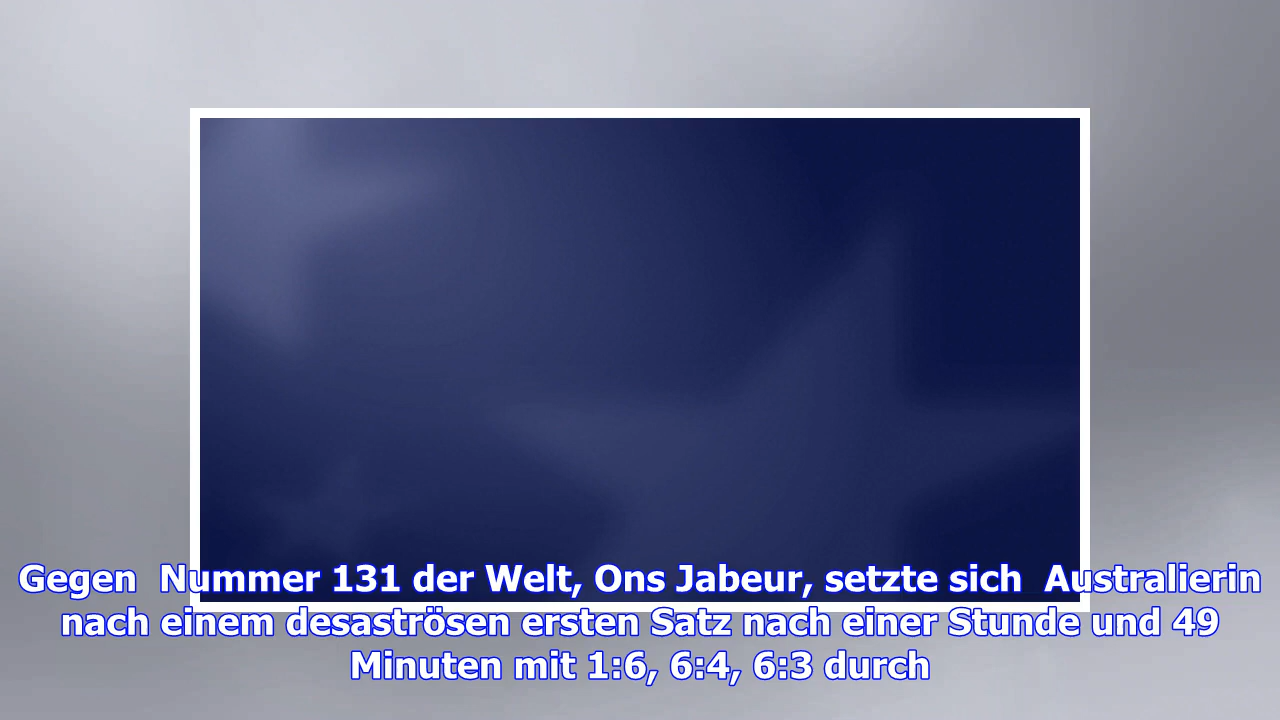 Gegen  Nummer 131 der Welt, Ons Jabeur, setzte sich  Australierin
nach einem desaströsen ersten Satz nach einer Stunde und 49
Minuten mit 1:6, 6:4, 6:3 durch